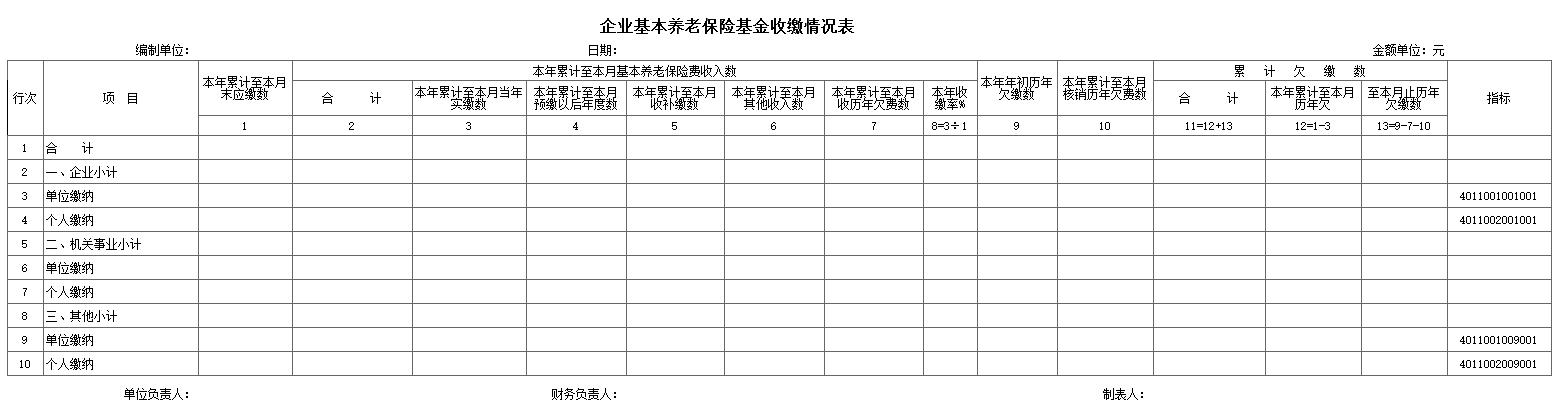 企业基本养老保险基金收缴情况表
编制单位： 日期： 金额单位：元
行次 项 目 本年累计至本月末应缴数 本年累计至本月基本养老保险费收入数 本年年初历年欠缴数 本年累计至本月核销历年欠费数 累 计 欠 缴 数 指标
合 计 本年累计至本月当年实缴数 本年累计至本月预缴以后年度数 本年累计至本月收补缴数 本年累计至本月其他收入数 本年累计至本月收历年欠费数 本年收缴率% 合 计 本年累计至本月历年欠 至本月止历年欠缴数
1 2 3 4 5 6 7 8=3÷1 9 10 11=12+13 12=1-3 13=9-7-10
1 合 计
2 一、企业小计
3 单位缴纳 4011001001001
4 个人缴纳 4011002001001
5 二、机关事业小计
6 单位缴纳
7 个人缴纳
8 三、其他小计
9 单位缴纳 4011001009001
10 个人缴纳 4011002009001
单位负责人： 财务负责人： 制表人：